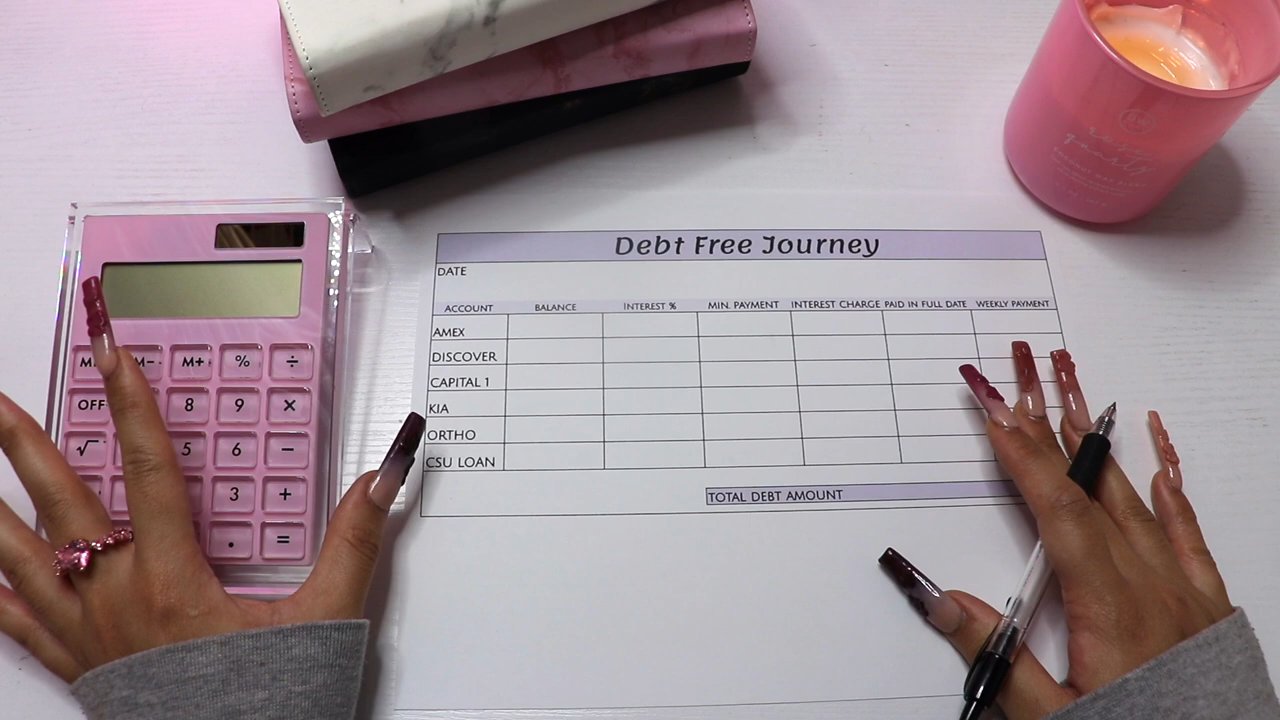 Debt Free Journey
DATE
ACCOUNT BALANCE INTEREST % MIN. PAYMENT INTEREST CHARGE PAID IN FULL DATE WEEKLY PAYMENT
AMEX
DISCOVER
CAPITAL 1
KIA
ORTHO
CSU LOAN
TOTAL DEBT AMOUNT
M- M+ % ÷
OFF 8 9 ×
√ 5 6 −
3 +
. =